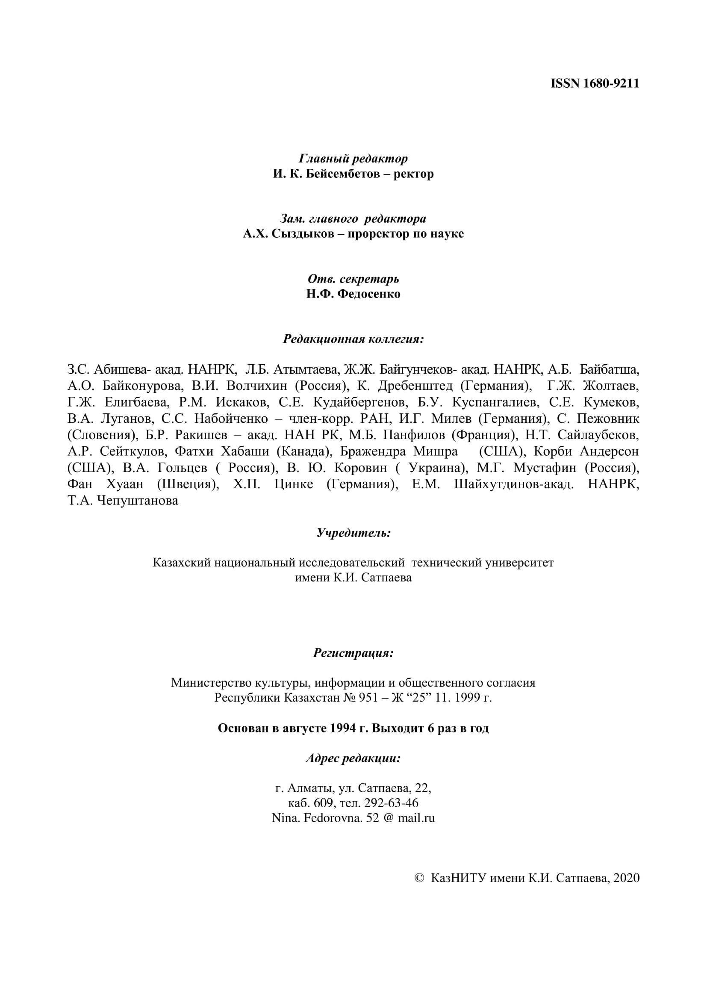 ISSN 1680-9211
Главный редактор
И. К. Бейсембетов – ректор
Зам. главного редактора
А.Х. Сыздыков – проректор по науке
Отв. секретарь
Н.Ф. Федосенко
Редакционная коллегия:
З.С. Абишева- акад. НАНРК, Л.Б. Атымтаева, Ж.Ж. Байгунчеков- акад. НАНРК, А.Б. Байбатша,
А.О. Байконурова, В.И. Волчихин (Россия), К. Дребенштед (Германия), Г.Ж. Жолтаев,
Г.Ж. Елигбаева, Р.М. Искаков, С.Е. Кудайбергенов, Б.У. Куспангалиев, С.Е. Кумеков,
В.А. Луганов, С.С. Набойченко – член-корр. РАН, И.Г. Милев (Германия), С. Пежовник
(Словения), Б.Р. Ракишев – акад. НАН РК, М.Б. Панфилов (Франция), Н.Т. Сайлаубеков,
А.Р. Сейткулов, Фатхи Хабаши (Канада), Бражендра Мишра (США), Корби Андерсон
(США), В.А. Гольцев ( Россия), В. Ю. Коровин ( Украина), М.Г. Мустафин (Россия),
Фан Хуаан (Швеция), Х.П. Цинке (Германия), Е.М. Шайхутдинов-акад. НАНРК,
Т.А. Чепуштанова
Учредитель:
Казахский национальный исследовательский технический университет
имени К.И. Сатпаева
Регистрация:
Министерство культуры, информации и общественного согласия
Республики Казахстан № 951 – Ж “25” 11. 1999 г.
Основан в августе 1994 г. Выходит 6 раз в год
Адрес редакции:
г. Алматы, ул. Сатпаева, 22,
каб. 609, тел. 292-63-46
Nina. Fedorovna. 52 @ mail.ru
© КазНИТУ имени К.И. Сатпаева, 2020